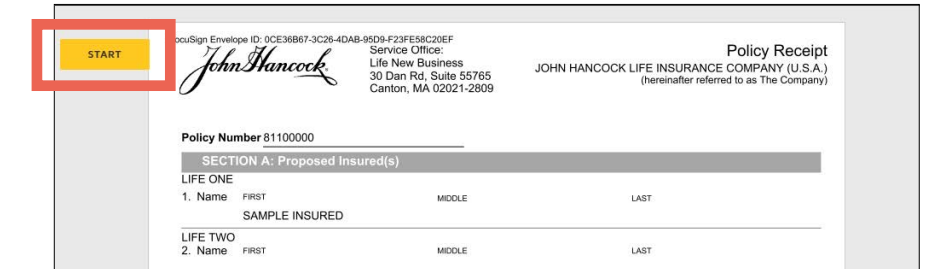 START
ocuSign Envelope ID: 0CE36B67-3C26-4DAB-95D9-F23FE58C20EF
John Hancock
Service Office:
Life New Business
30 Dan Rd, Suite 55765
Canton, MA 02021-2809
Policy Receipt
JOHN HANCOCK LIFE INSURANCE COMPANY (U.S.A.)
(hereinafter referred to as The Company)
Policy Number 81100000
SECTION A: Proposed Insured(s)
LIFE ONE
1. Name FIRST MIDDLE LAST
SAMPLE INSURED
LIFE TWO
2. Name FIRST MIDDLE LAST